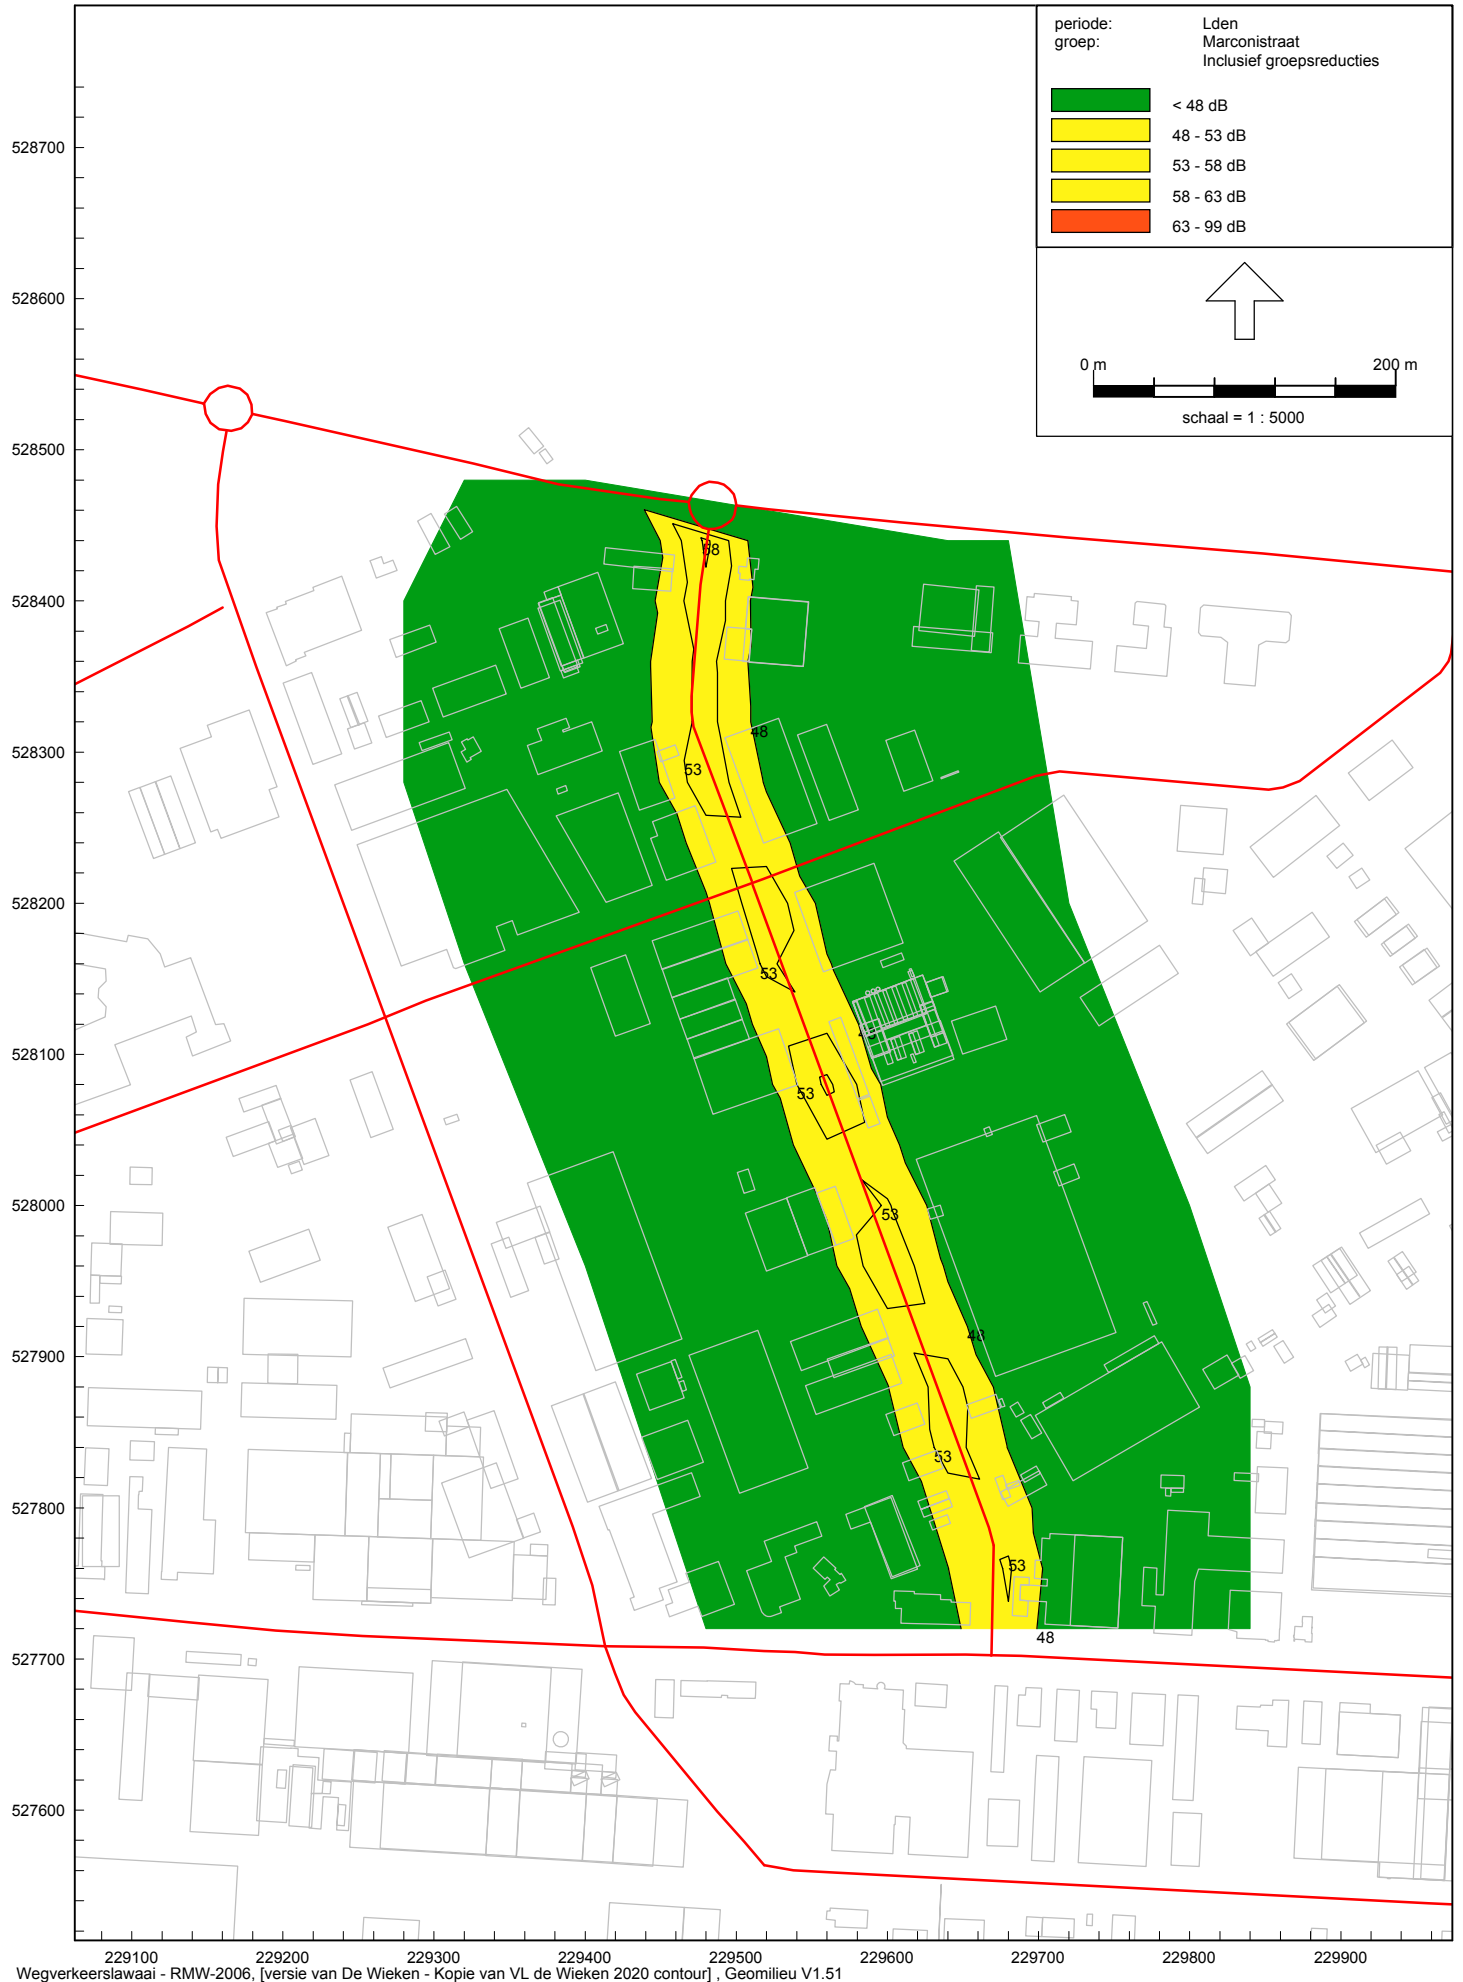 periode: Lden
groep: Marconistraat
Inclusief groepsreducties
< 48 dB
48 - 53 dB
53 - 58 dB
58 - 63 dB
63 - 99 dB
0 m 200 m
schaal = 1 : 5000
528700
528600
528500
528400
528300
528200
528100
528000
527900
527800
527700
527600
58
48
53
53
48
53
53
48
53
53
48
229100 229200 229300 229400 229500 229600 229700 229800 229900
Wegverkeerslawaai - RMW-2006, [versie van De Wieken - Kopie van VL de Wieken 2020 contour] , Geomilieu V1.51